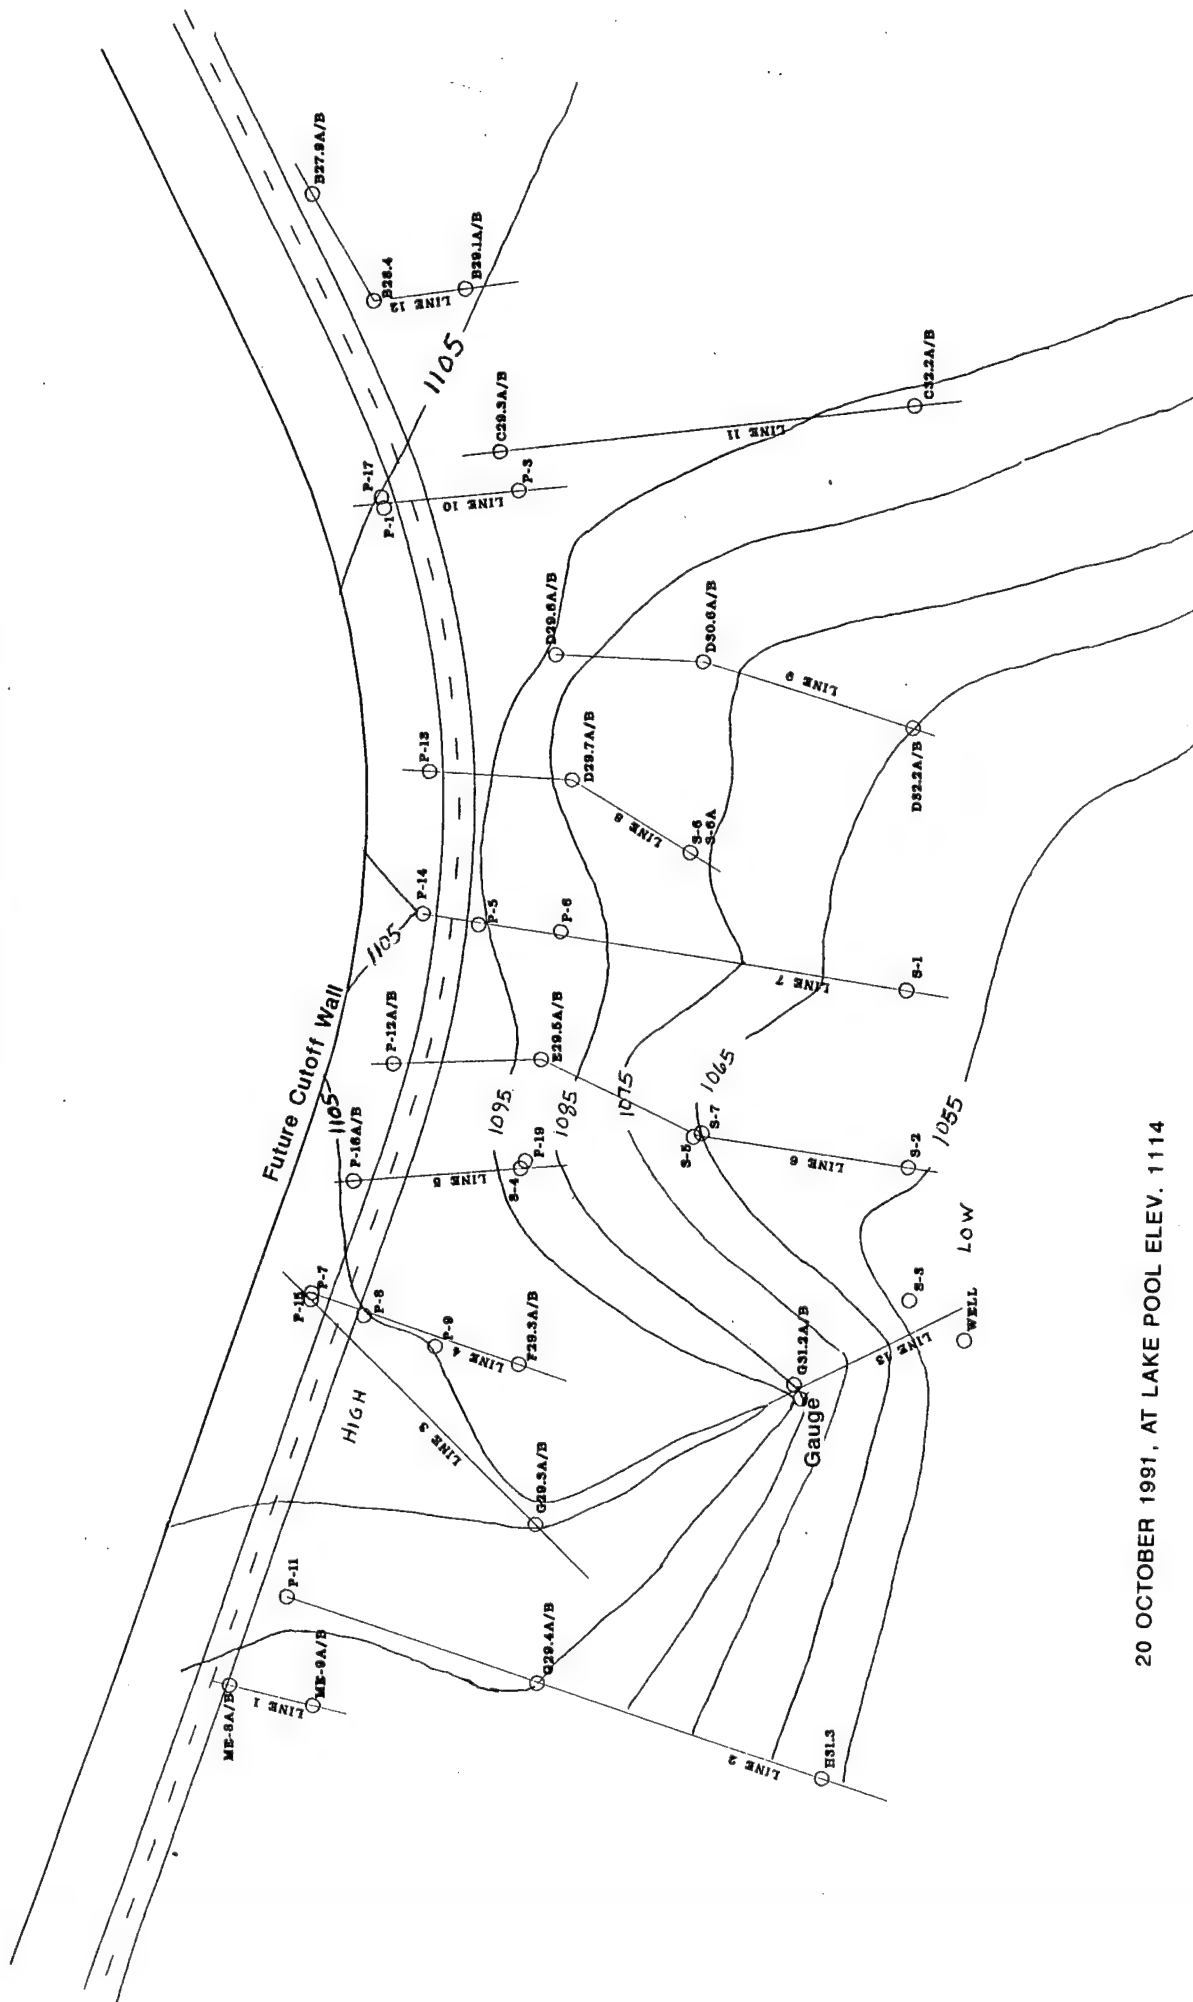 Future Cutoff Wall
B27.9A/B
B28.4
B29.1A/B
LINE 12
1105
C29.3A/B
C32.2A/B
LINE 11
P-17
P-1
P-3
LINE 10
D29.6A/B
D30.6A/B
D32.2A/B
LINE 9
P-13
D29.7A/B
S-6
S-6A
LINE 8
P-14
1105
P-5
P-6
S-1
LINE 7
P-12A/B
E29.5A/B
S-5
S-7
S-2
LINE 6
1105
P-16A/B
S-4
P-19
LINE 5
1095
1085
1075
1065
1055
P-15
P-7
P-8
P-9
F29.3A/B
LINE 4
HIGH
LINE 3
G29.3A/B
G31.2A/B
Gauge
S-3
WELL
LOW
LINE 13
P-11
G29.4A/B
H31.3
LINE 2
ME-8A/B
ME-9A/B
LINE 1
20 OCTOBER 1991, AT LAKE POOL ELEV. 1114